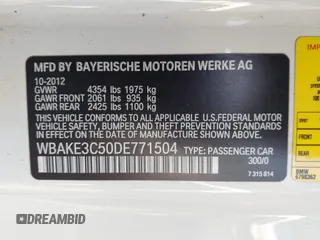 MFD BY BAYERISCHE MOTOREN WERKE AG
10-2012
GVWR 4354 lbs 1975 kg
GAWR FRONT 2061 lbs 935 kg
GAWR REAR 2425 lbs 1100 kg
THIS VEHICLE CONFORMS TO ALL APPLICABLE U.S. FEDERAL MOTOR VEHICLE SAFETY, BUMPER, AND THEFT PREVENTION STANDARDS IN EFFECT ON THE DATE OF MANUFACTURE SHOWN ABOVE.
WBAKE3C50DE771504 TYPE: PASSENGER CAR
300/0
7 315 814
BMW
6798362
AUTOBIDMASTER